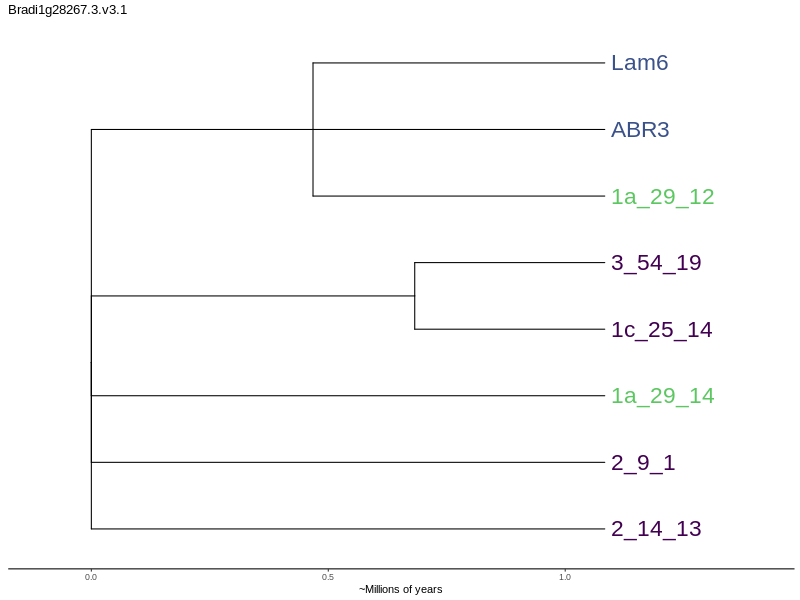 Bradi1g28267.3.v3.1
Lam6
ABR3
1a_29_12
3_54_19
1c_25_14
1a_29_14
2_9_1
2_14_13
0.0 0.5 1.0
~Millions of years